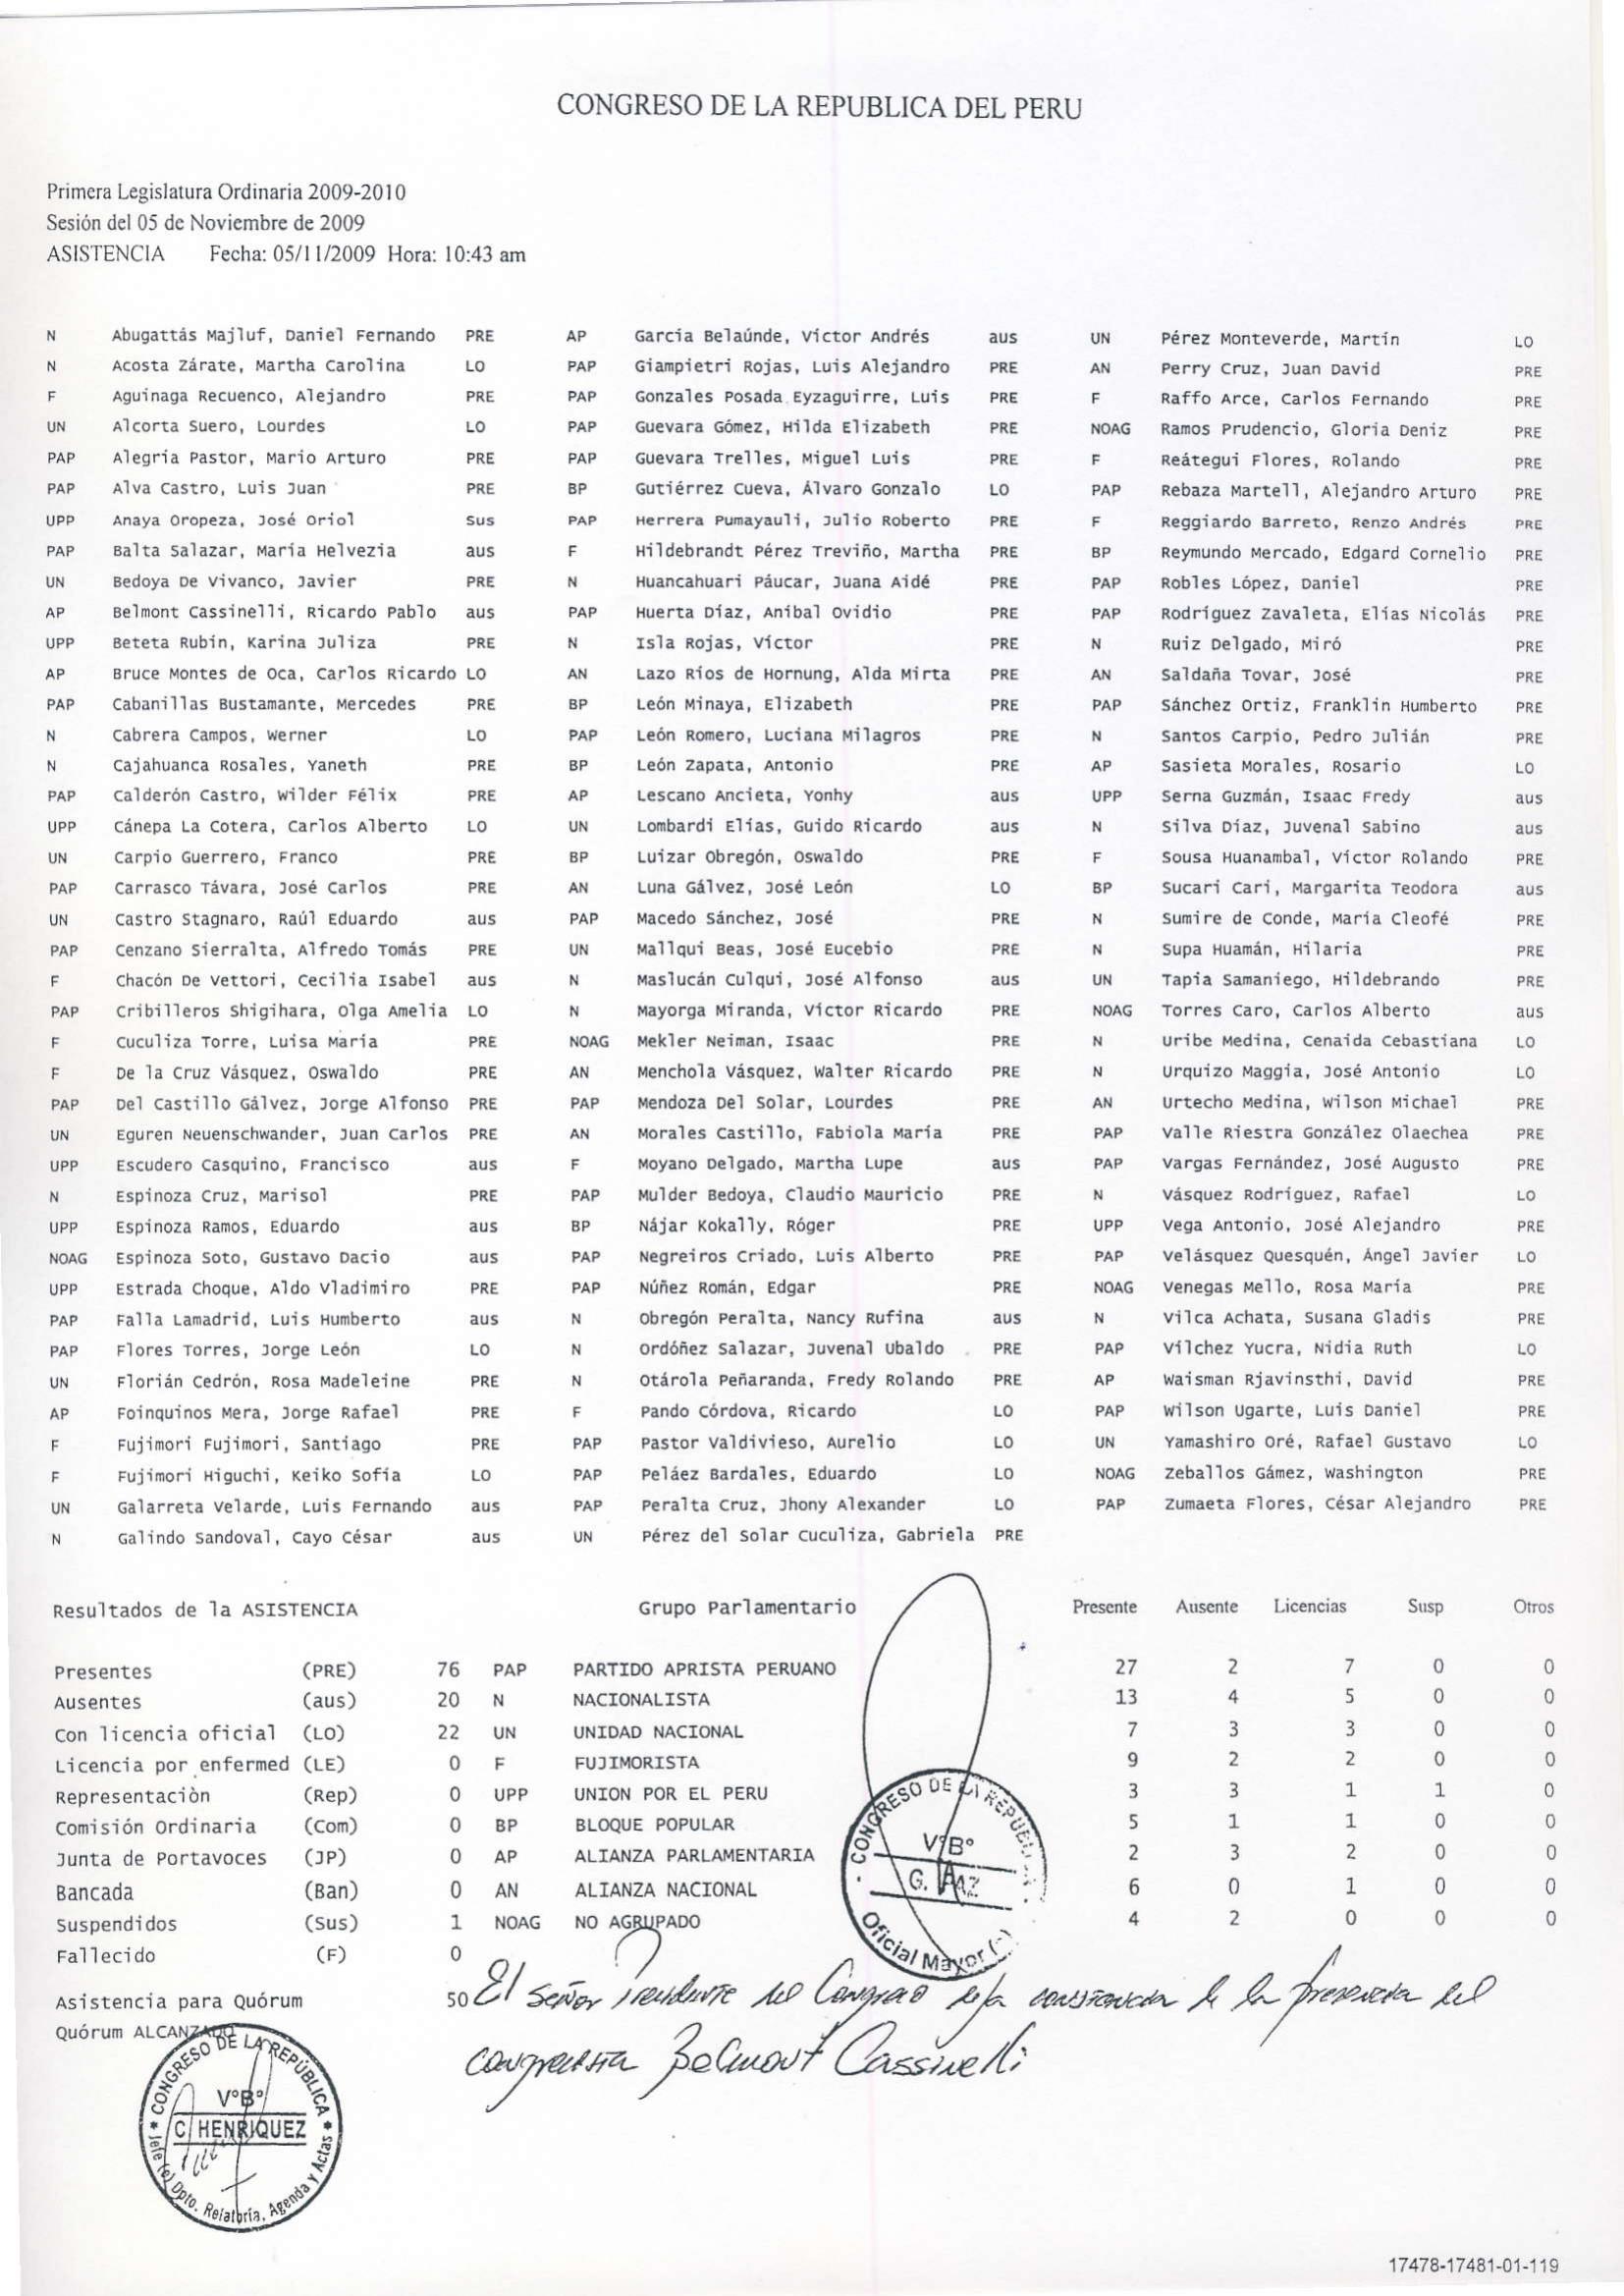 CONGRESO DE LA REPUBLICA DEL PERU
Primera Legislatura Ordinaria 2009-2010
Sesión del 05 de Noviembre de 2009
ASISTENCIA Fecha: 05/11/2009 Hora: 10:43 am
N Abugattás Majluf, Daniel Fernando PRE
N Acosta Zárate, Martha Carolina LO
F Aguinaga Recuenco, Alejandro PRE
UN Alcorta Suero, Lourdes LO
PAP Alegría Pastor, Mario Arturo PRE
PAP Alva Castro, Luis Juan PRE
UPP Anaya Oropeza, José Oriol Sus
PAP Balta Salazar, María Helvezia aus
UN Bedoya De Vivanco, Javier PRE
AP Belmont Cassinelli, Ricardo Pablo aus
UPP Beteta Rubín, Karina Juliza PRE
AP Bruce Montes de Oca, Carlos Ricardo LO
PAP Cabanillas Bustamante, Mercedes PRE
N Cabrera Campos, Werner LO
N Cajahuanca Rosales, Yaneth PRE
PAP Calderón Castro, Wilder Félix PRE
UPP Cánepa La Cotera, Carlos Alberto LO
UN Carpio Guerrero, Franco PRE
PAP Carrasco Távara, José Carlos PRE
UN Castro Stagnaro, Raúl Eduardo aus
PAP Cenzano Sierralta, Alfredo Tomás PRE
F Chacón De Vettori, Cecilia Isabel aus
PAP Cribilleros Shigihara, Olga Amelia LO
F Cuculiza Torre, Luisa María PRE
F De la Cruz Vásquez, Oswaldo PRE
PAP Del Castillo Gálvez, Jorge Alfonso PRE
UN Eguren Neuenschwander, Juan Carlos PRE
UPP Escudero Casquino, Francisco aus
N Espinoza Cruz, Marisol PRE
UPP Espinoza Ramos, Eduardo aus
NOAG Espinoza Soto, Gustavo Dacio aus
UPP Estrada Choque, Aldo Vladimiro PRE
PAP Falla Lamadrid, Luis Humberto aus
PAP Flores Torres, Jorge León LO
UN Florián Cedrón, Rosa Madeleine PRE
AP Foinquinos Mera, Jorge Rafael PRE
F Fujimori Fujimori, Santiago PRE
F Fujimori Higuchi, Keiko Sofía LO
UN Galarreta Velarde, Luis Fernando aus
N Galindo Sandoval, Cayo César aus
AP García Belaúnde, Víctor Andrés aus
PAP Giampietri Rojas, Luis Alejandro PRE
PAP Gonzales Posada Eyzaguirre, Luis PRE
PAP Guevara Gómez, Hilda Elizabeth PRE
PAP Guevara Trelles, Miguel Luis PRE
BP Gutiérrez Cueva, Álvaro Gonzalo LO
PAP Herrera Pumayauli, Julio Roberto PRE
F Hildebrandt Pérez Treviño, Martha PRE
N Huancahuari Páucar, Juana Aidé PRE
PAP Huerta Díaz, Aníbal Ovidio PRE
N Isla Rojas, Víctor PRE
AN Lazo Ríos de Hornung, Alda Mirta PRE
BP León Minaya, Elizabeth PRE
PAP León Romero, Luciana Milagros PRE
BP León Zapata, Antonio PRE
AP Lescano Ancieta, Yonhy aus
UN Lombardi Elías, Guido Ricardo aus
BP Luizar Obregón, Oswaldo PRE
AN Luna Gálvez, José León LO
PAP Macedo Sánchez, José PRE
UN Mallqui Beas, José Eucebio PRE
N Maslucán Culqui, José Alfonso aus
N Mayorga Miranda, Víctor Ricardo PRE
NOAG Mekler Neiman, Isaac PRE
AN Menchola Vásquez, Walter Ricardo PRE
PAP Mendoza Del Solar, Lourdes PRE
AN Morales Castillo, Fabiola María PRE
F Moyano Delgado, Martha Lupe aus
PAP Mulder Bedoya, Claudio Mauricio PRE
BP Nájar Kokally, Róger PRE
PAP Negreiros Criado, Luis Alberto PRE
PAP Núñez Román, Edgar PRE
N Obregón Peralta, Nancy Rufina aus
N Ordóñez Salazar, Juvenal Ubaldo PRE
N Otárola Peñaranda, Fredy Rolando PRE
F Pando Córdova, Ricardo LO
PAP Pastor Valdivieso, Aurelio LO
PAP Peláez Bardales, Eduardo LO
PAP Peralta Cruz, Jhony Alexander LO
UN Pérez del Solar Cuculiza, Gabriela PRE
UN Pérez Monteverde, Martín LO
AN Perry Cruz, Juan David PRE
F Raffo Arce, Carlos Fernando PRE
NOAG Ramos Prudencio, Gloria Deniz PRE
F Reátegui Flores, Rolando PRE
PAP Rebaza Martell, Alejandro Arturo PRE
F Reggiardo Barreto, Renzo Andrés PRE
BP Reymundo Mercado, Edgard Cornelio PRE
PAP Robles López, Daniel PRE
PAP Rodríguez Zavaleta, Elías Nicolás PRE
N Ruiz Delgado, Miró PRE
AN Saldaña Tovar, José PRE
PAP Sánchez Ortiz, Franklin Humberto PRE
N Santos Carpio, Pedro Julián PRE
AP Sasieta Morales, Rosario LO
UPP Serna Guzmán, Isaac Fredy aus
N Silva Díaz, Juvenal Sabino aus
F Sousa Huanambal, Víctor Rolando PRE
BP Sucari Cari, Margarita Teodora aus
N Sumire de Conde, María Cleofé PRE
N Supa Huamán, Hilaria PRE
UN Tapia Samaniego, Hildebrando PRE
NOAG Torres Caro, Carlos Alberto aus
N Uribe Medina, Cenaida Cebastiana LO
N Urquizo Maggia, José Antonio LO
AN Urtecho Medina, Wilson Michael PRE
PAP Valle Riestra González Olaechea PRE
PAP Vargas Fernández, José Augusto PRE
N Vásquez Rodríguez, Rafael LO
UPP Vega Antonio, José Alejandro PRE
PAP Velásquez Quesquén, Ángel Javier LO
NOAG Venegas Mello, Rosa María PRE
N Vilca Achata, Susana Gladis PRE
PAP Vílchez Yucra, Nidia Ruth LO
AP Waisman Rjavinsthi, David PRE
PAP Wilson Ugarte, Luis Daniel PRE
UN Yamashiro Oré, Rafael Gustavo LO
NOAG Zeballos Gámez, Washington PRE
PAP Zumaeta Flores, César Alejandro PRE
Resultados de la ASISTENCIA Grupo Parlamentario Presente Ausente Licencias Susp Otros
Presentes (PRE) 76 PAP PARTIDO APRISTA PERUANO 27 2 7 0 0
Ausentes (aus) 20 N NACIONALISTA 13 4 5 0 0
Con licencia oficial (LO) 22 UN UNIDAD NACIONAL 7 3 3 0 0
Licencia por enfermed (LE) 0 F FUJIMORISTA 9 2 2 0 0
Representaciòn (Rep) 0 UPP UNION POR EL PERU 3 3 1 1 0
Comisión Ordinaria (Com) 0 BP BLOQUE POPULAR 5 1 1 0 0
Junta de Portavoces (JP) 0 AP ALIANZA PARLAMENTARIA 2 3 2 0 0
Bancada (Ban) 0 AN ALIANZA NACIONAL 6 0 1 0 0
Suspendidos (Sus) 1 NOAG NO AGRUPADO 4 2 0 0 0
Fallecido (F) 0
CONGRESO DE LA REPUBLICA
V°B°
G. PAZ
Oficial Mayor (e)
Asistencia para Quórum 50
Quórum ALCANZADO
El señor Presidente del Congreso deja constancia de la presencia del
congresista Belmont Cassinelli
CONGRESO DE LA REPÚBLICA
V°B°
C HENRIQUEZ
Jefe (e) Dpto. Relatoría, Agenda y Actas
17478-17481-01-119